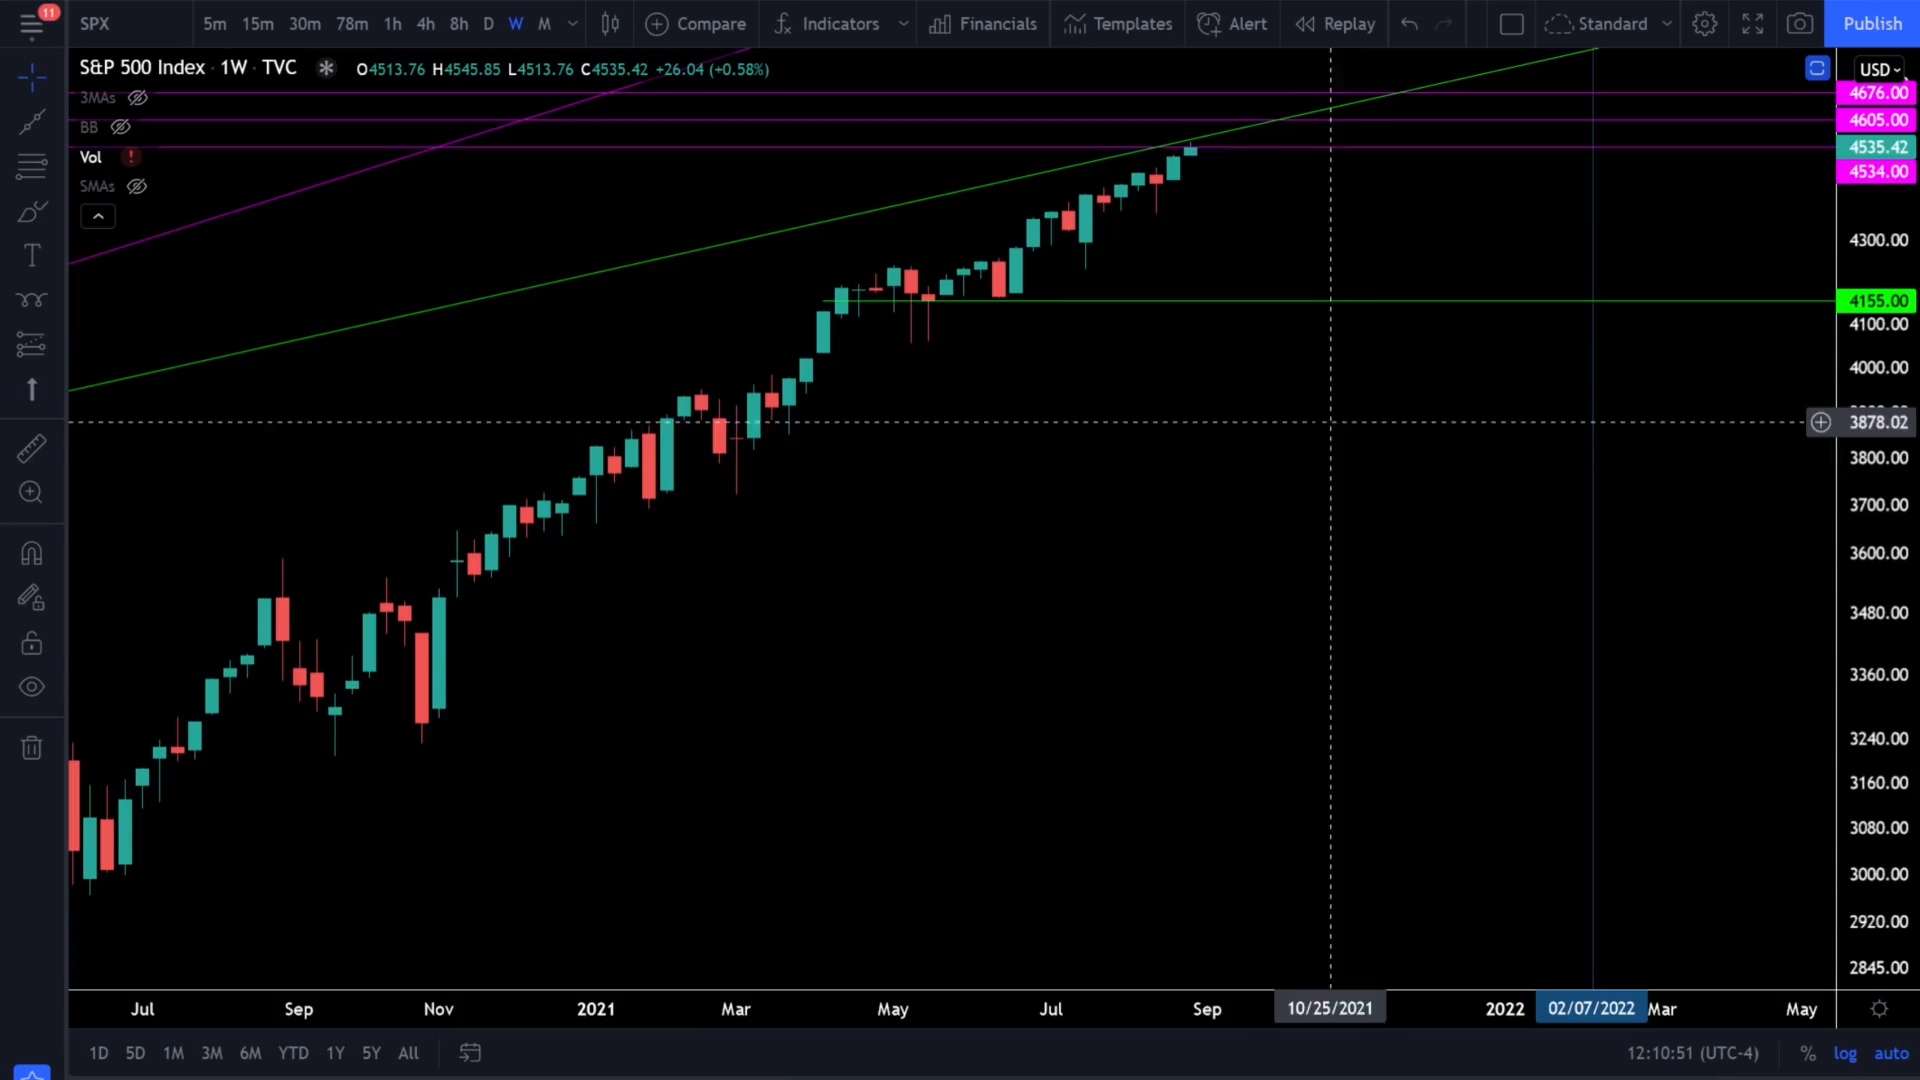 11
SPX 5m 15m 30m 78m 1h 4h 8h D W M Compare Indicators Financials Templates Alert Replay Standard Publish
S&P 500 Index · 1W · TVC O4513.76 H4545.85 L4513.76 C4535.42 +26.04 (+0.58%)
USD
3MAs
BB
Vol !
SMAs
4676.00
4605.00
4535.42
4534.00
4300.00
4155.00
4100.00
4000.00
3878.02
3800.00
3700.00
3600.00
3480.00
3360.00
3240.00
3160.00
3080.00
3000.00
2920.00
2845.00
Jul Sep Nov 2021 Mar May Jul Sep 10/25/2021 2022 02/07/2022 Mar May
1D 5D 1M 3M 6M YTD 1Y 5Y All 12:10:51 (UTC-4) % log auto